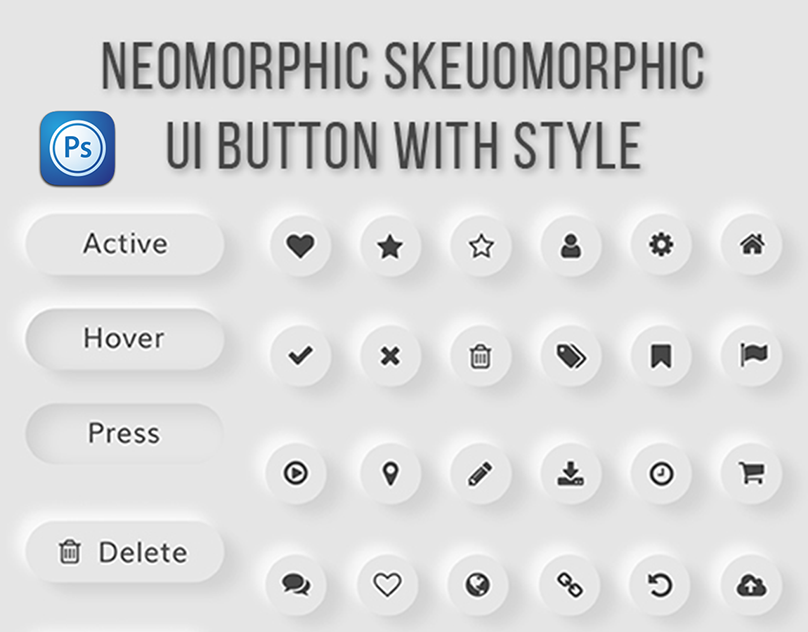 NEOMORPHIC SKEUOMORPHIC
UI BUTTON WITH STYLE
Ps
Active
Hover
Press
Delete